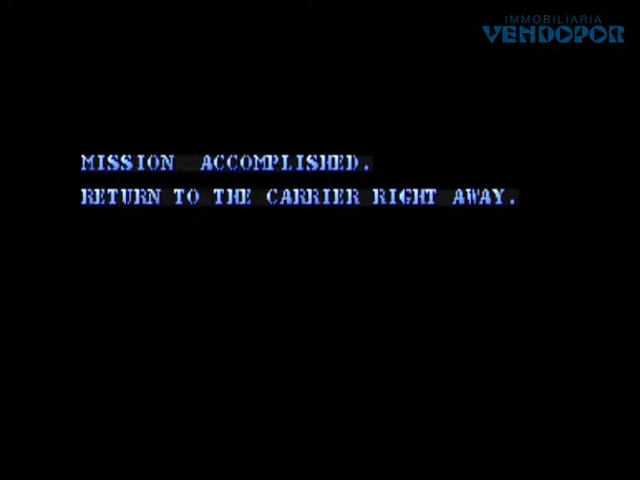 IMMOBILIARIA
VENDOPOR
MISSION ACCOMPLISHED.
RETURN TO THE CARRIER RIGHT AWAY.